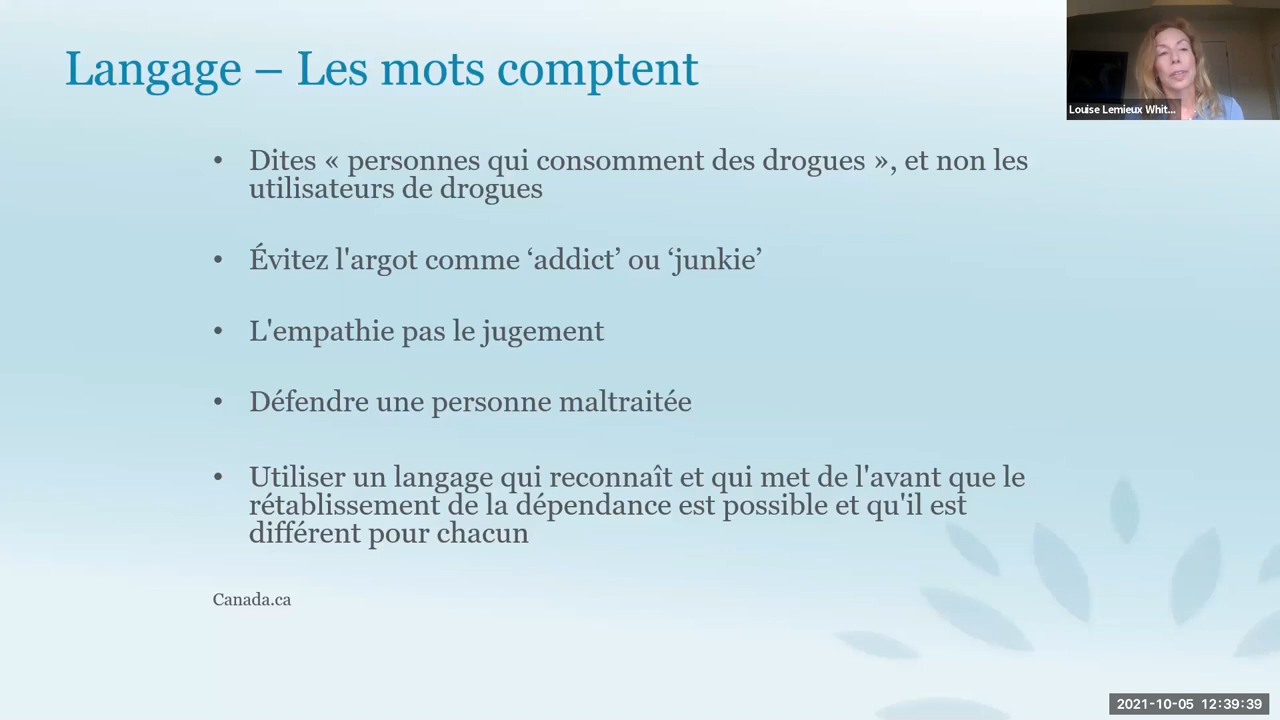 Langage – Les mots comptent
Louise Lemieux Whit...
• Dites « personnes qui consomment des drogues », et non les
utilisateurs de drogues
• Évitez l'argot comme ‘addict’ ou ‘junkie’
• L'empathie pas le jugement
• Défendre une personne maltraitée
• Utiliser un langage qui reconnaît et qui met de l'avant que le
rétablissement de la dépendance est possible et qu'il est
différent pour chacun
Canada.ca
2021-10-05 12:39:39